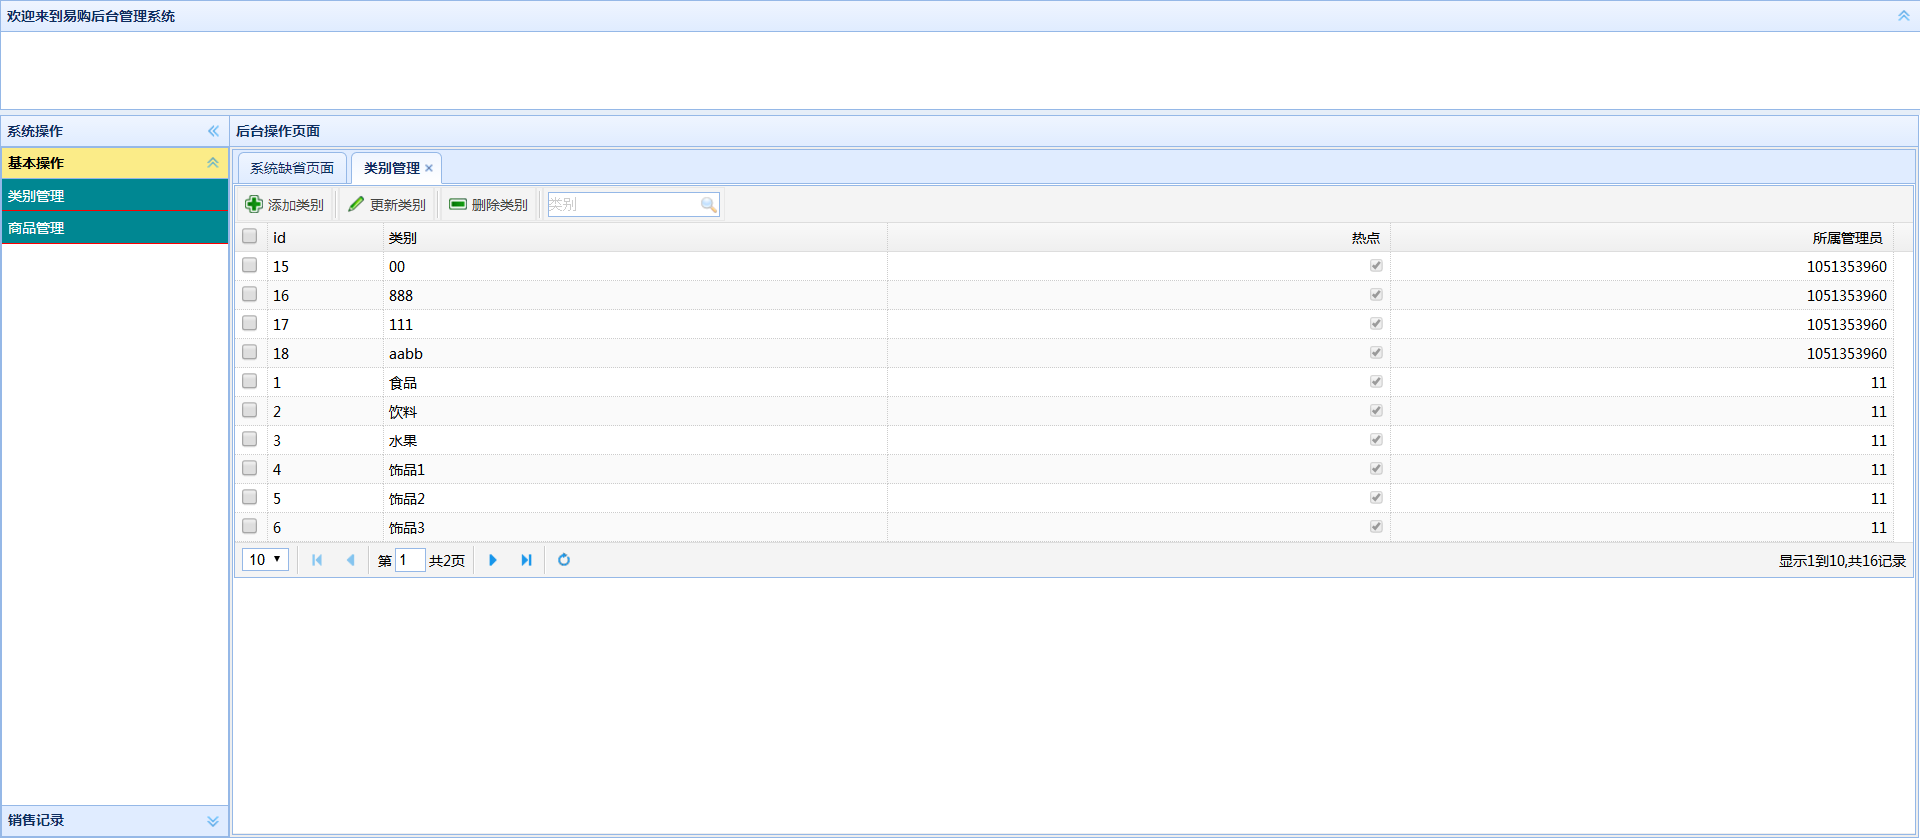 欢迎来到易购后台管理系统
系统操作
基本操作
类别管理
商品管理
销售记录
后台操作页面
系统缺省页面 类别管理
添加类别 更新类别 删除类别 类别
id 类别 热点 所属管理员
15 00 1051353960
16 888 1051353960
17 111 1051353960
18 aabb 1051353960
1 食品 11
2 饮料 11
3 水果 11
4 饰品1 11
5 饰品2 11
6 饰品3 11
10 第 1 共2页 显示1到10,共16记录